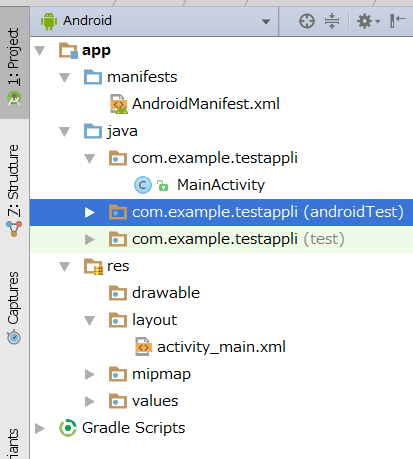 Android
app
manifests
AndroidManifest.xml
java
com.example.testappli
MainActivity
com.example.testappli (androidTest)
com.example.testappli (test)
res
drawable
layout
activity_main.xml
mipmap
values
Gradle Scripts
1: Project
7: Structure
Captures
iants